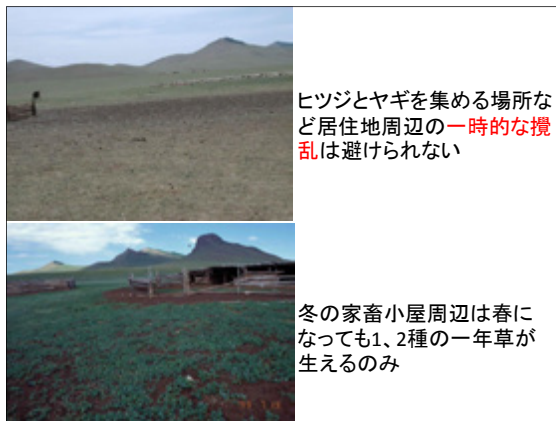 ヒツジとヤギを集める場所な
ど居住地周辺の一時的な攪
乱は避けられない
冬の家畜小屋周辺は春に
なっても1、2種の一年草が
生えるのみ